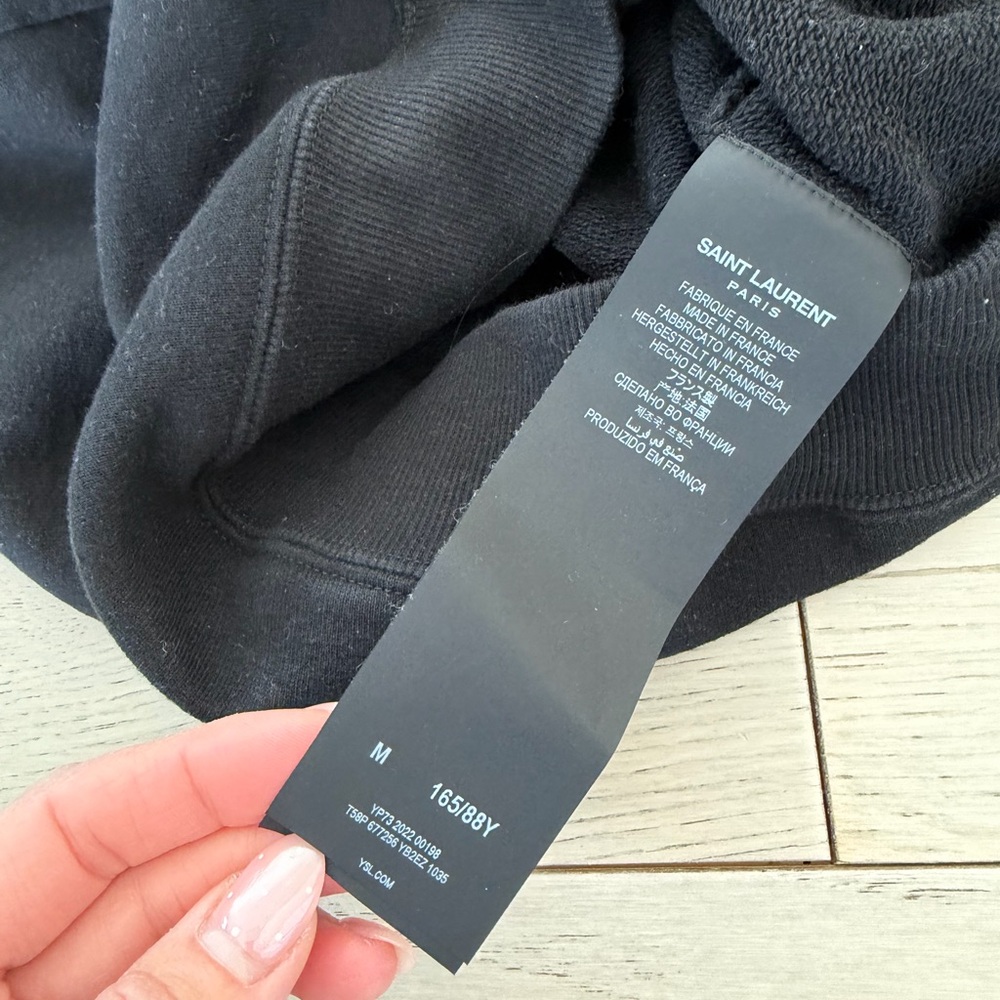 SAINT LAURENT
PARIS
FABRIQUE EN FRANCE
MADE IN FRANCE
FABBRICATO IN FRANCIA
HERGESTELLT IN FRANKREICH
HECHO EN FRANCIA
フランス製
产地:法国
СДЕЛАНО ВО ФРАНЦИИ
제조국: 프랑스
صنع في فرنسا
PRODUZIDO EM FRANÇA
M
165/88Y
YP73 2022 00198
T58P 677256 YB2EZ 1035
YSL.COM